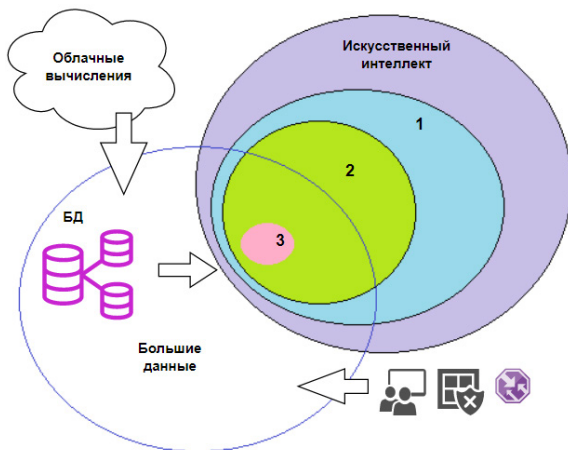 Облачные
вычисления
Искусственный
интеллект
1
2
БД
3
Большие
данные